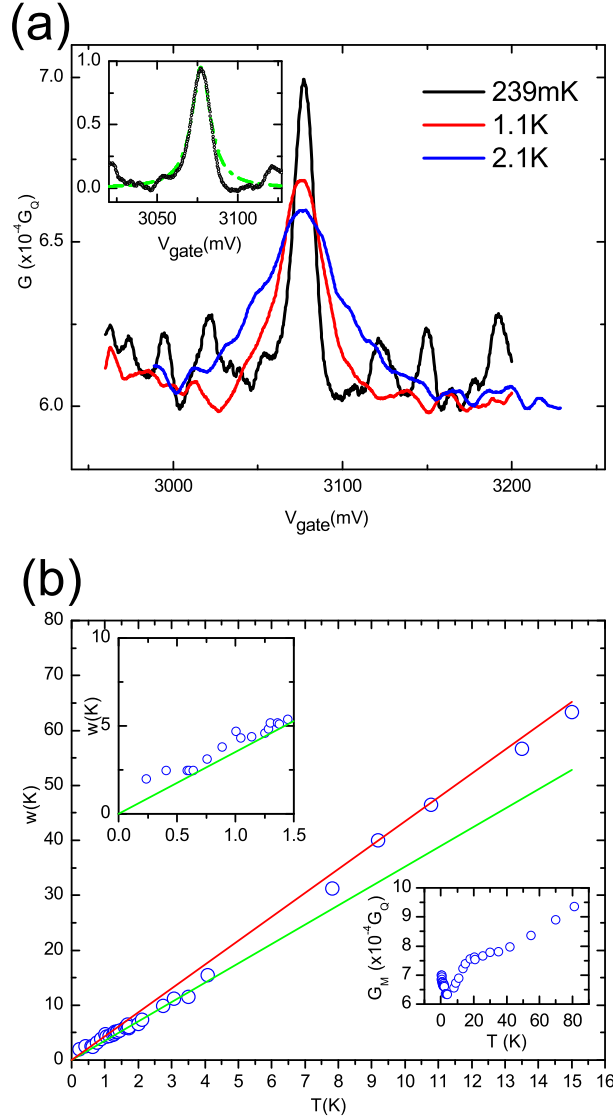 (a)
7.0
6.5
6.0
G (x10⁻⁴G_Q)
3000
3100
3200
V_gate(mV)
239mK
1.1K
2.1K
1.0
0.5
0.0
3050
3100
V_gate(mV)
(b)
80
70
60
50
40
30
20
10
0
w(K)
0 1 2 3 4 5 6 7 8 9 10 11 12 13 14 15 16
T(K)
10
5
0
w(K)
0.0 0.5 1.0 1.5
10
9
8
7
6
G_M (x10⁻⁴G_Q)
0 20 40 60 80
T (K)